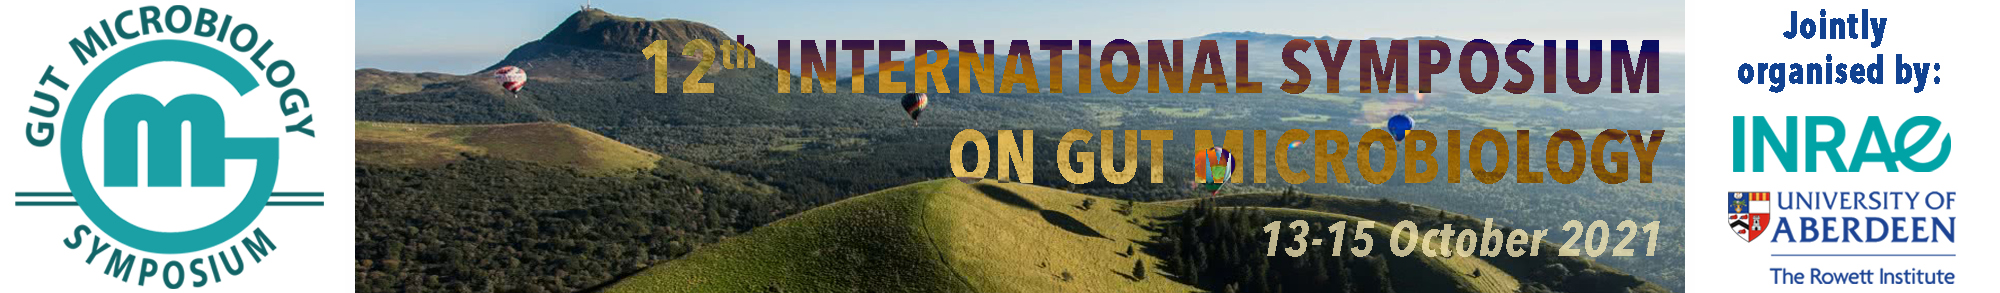 GUT MICROBIOLOGY
mG
SYMPOSIUM
12th INTERNATIONAL SYMPOSIUM
ON GUT MICROBIOLOGY
13-15 October 2021
Jointly
organised by:
INRAE
UNIVERSITY OF
ABERDEEN
The Rowett Institute